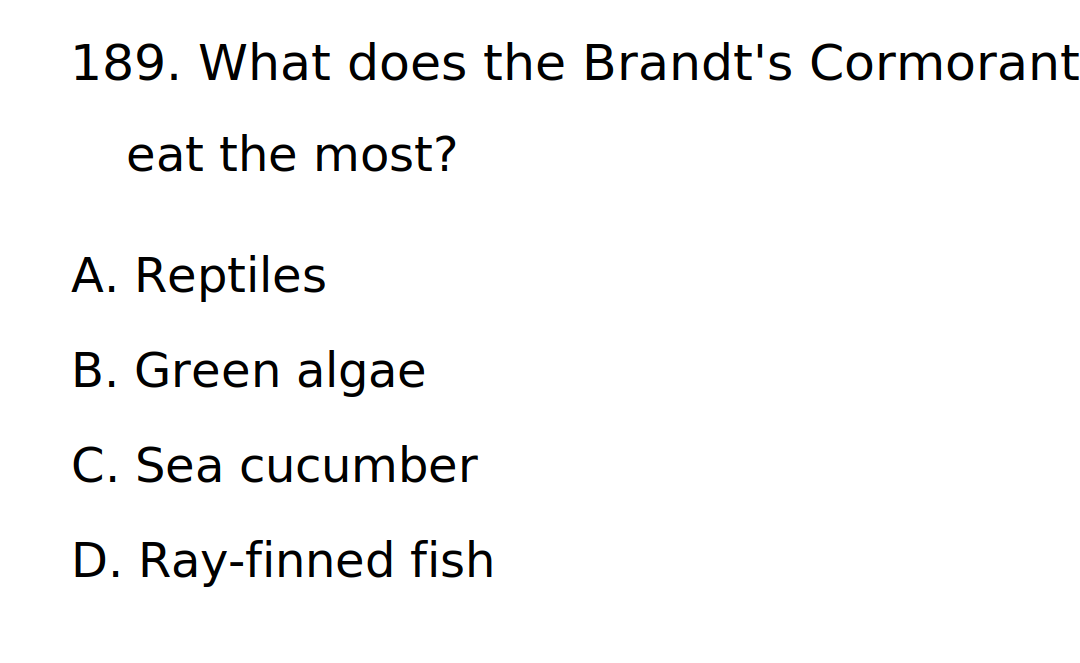 189. What does the Brandt's Cormorant
eat the most?
A. Reptiles
B. Green algae
C. Sea cucumber
D. Ray-finned fish